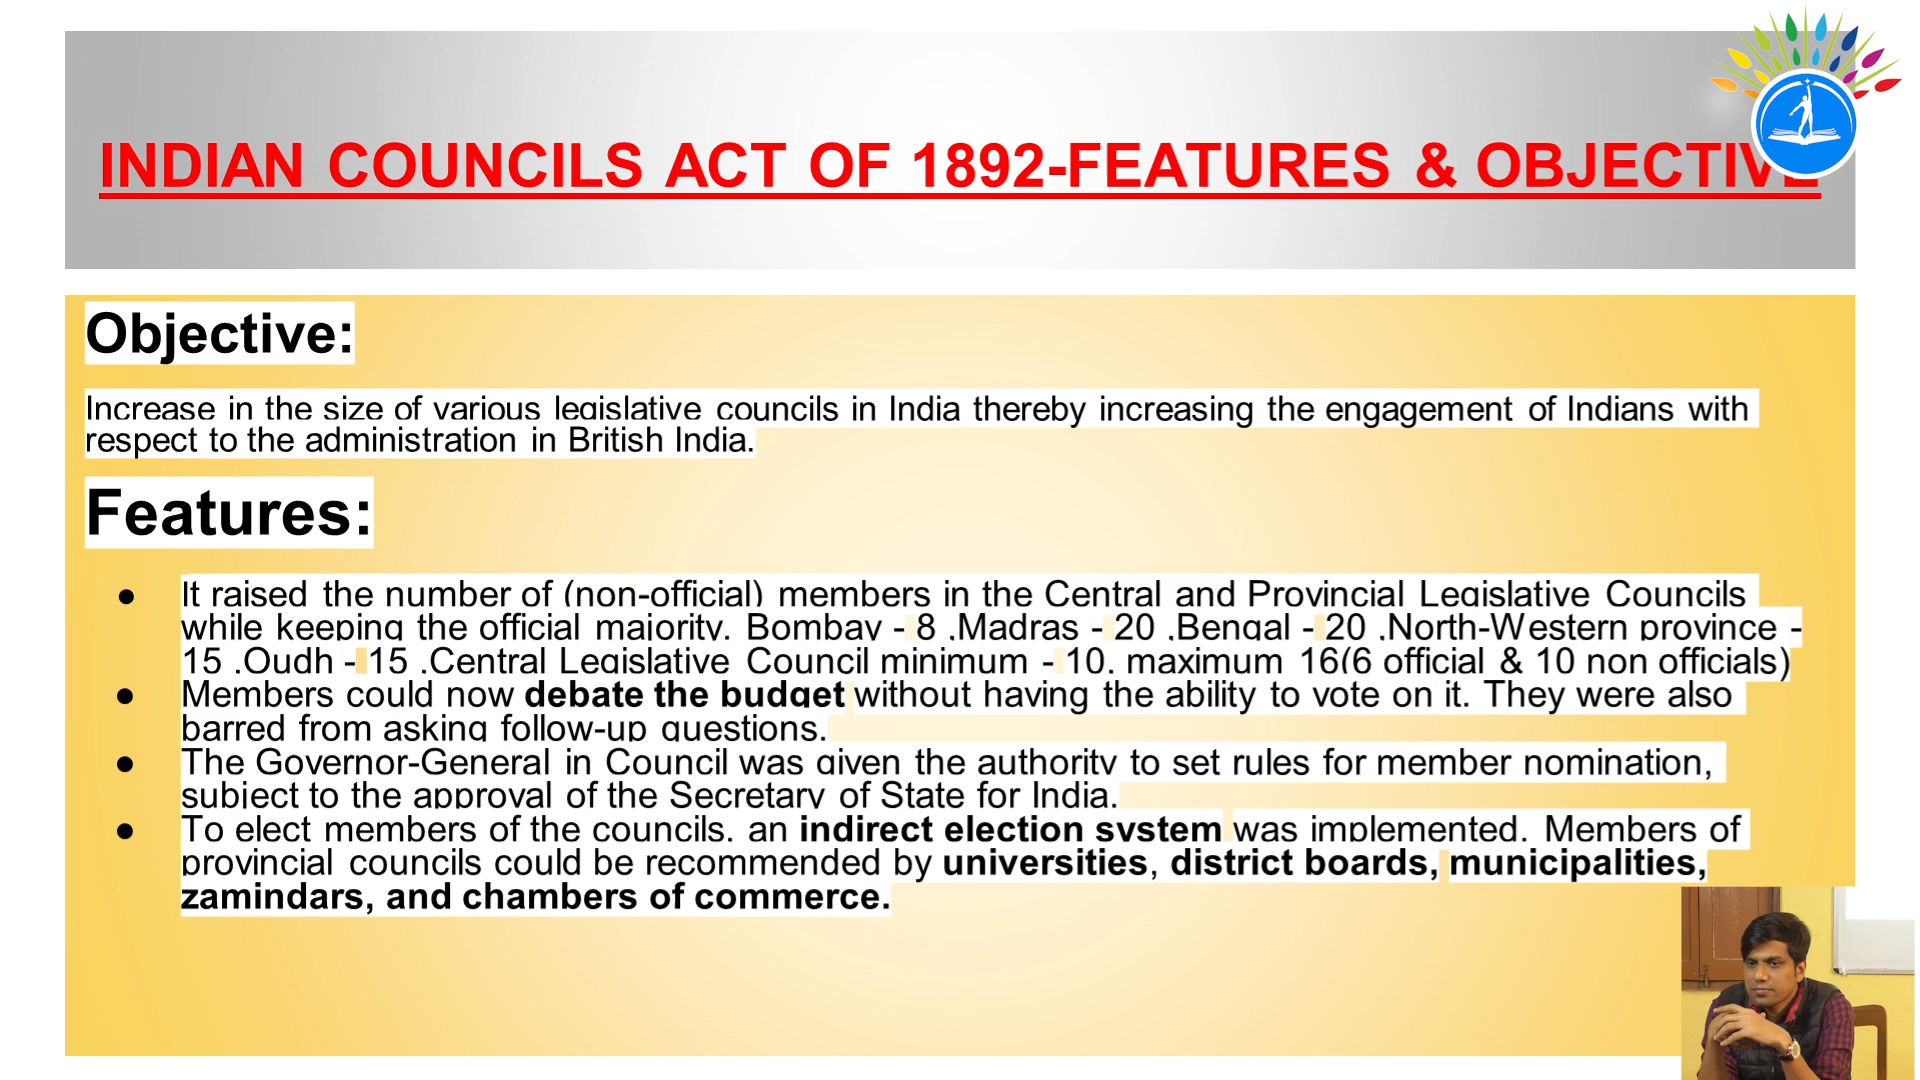 INDIAN COUNCILS ACT OF 1892-FEATURES & OBJECTIVE
Objective:
Increase in the size of various legislative councils in India thereby increasing the engagement of Indians with
respect to the administration in British India.
Features:
● It raised the number of (non-official) members in the Central and Provincial Legislative Councils
while keeping the official majority. Bombay - 8 ,Madras - 20 ,Bengal - 20 ,North-Western province -
15 ,Oudh - 15 ,Central Legislative Council minimum - 10, maximum 16(6 official & 10 non officials)
● Members could now debate the budget without having the ability to vote on it. They were also
barred from asking follow-up questions.
● The Governor-General in Council was given the authority to set rules for member nomination,
subject to the approval of the Secretary of State for India.
● To elect members of the councils, an indirect election system was implemented. Members of
provincial councils could be recommended by universities, district boards, municipalities,
zamindars, and chambers of commerce.